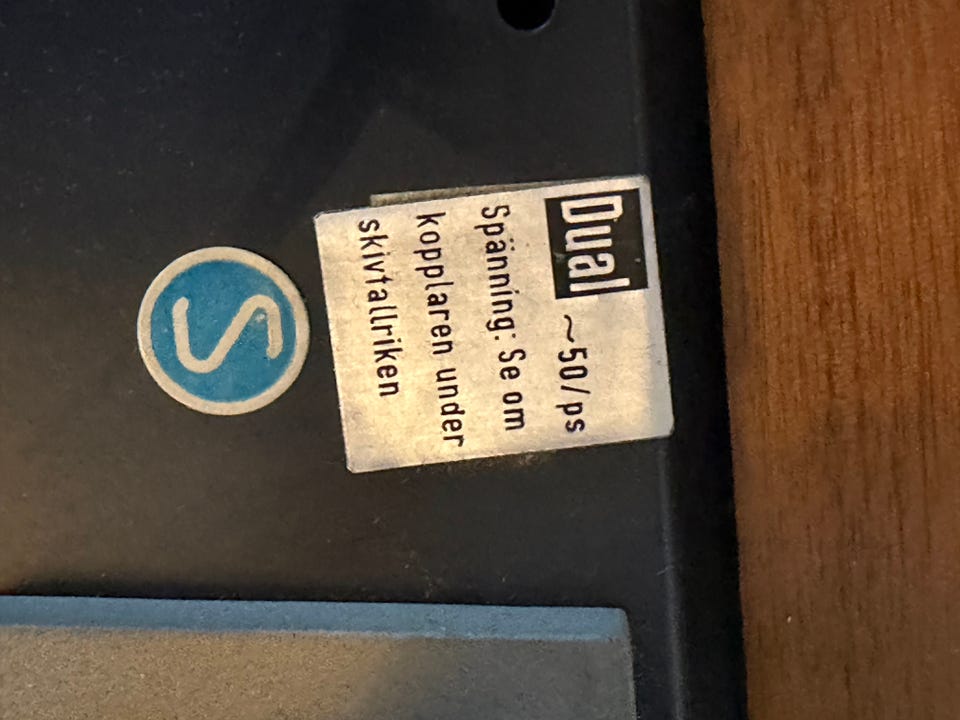 Dual ~50/ps
Spänning: Se om
kopplaren under
skivtallriken
S